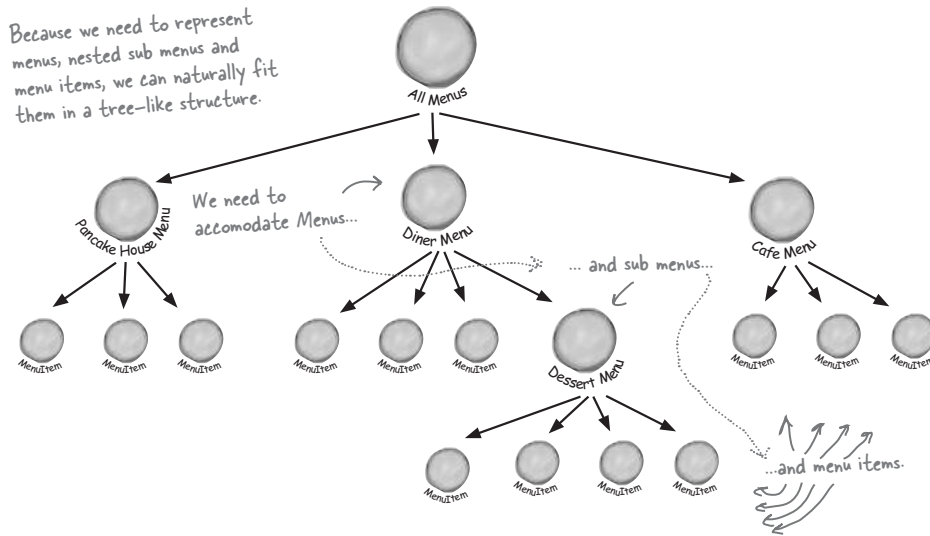 Because we need to represent
menus, nested sub menus and
menu items, we can naturally fit
them in a tree-like structure.
All Menus
Pancake House Menu
We need to
accomodate Menus...
Diner Menu
... and sub menus...
Cafe Menu
MenuItem
MenuItem
MenuItem
MenuItem
MenuItem
MenuItem
Dessert Menu
MenuItem
MenuItem
MenuItem
MenuItem
MenuItem
MenuItem
MenuItem
...and menu items.